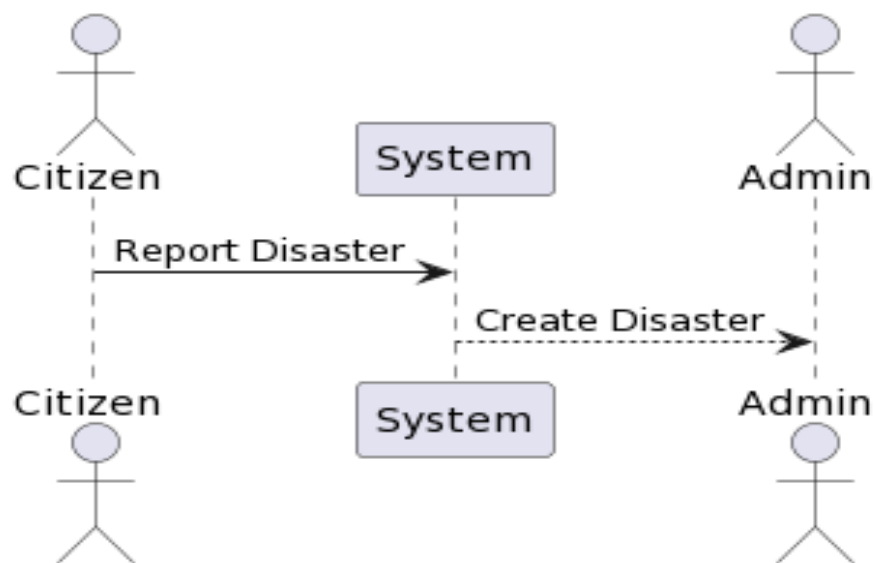 Citizen
System
Admin
Report Disaster
Create Disaster
Citizen
System
Admin